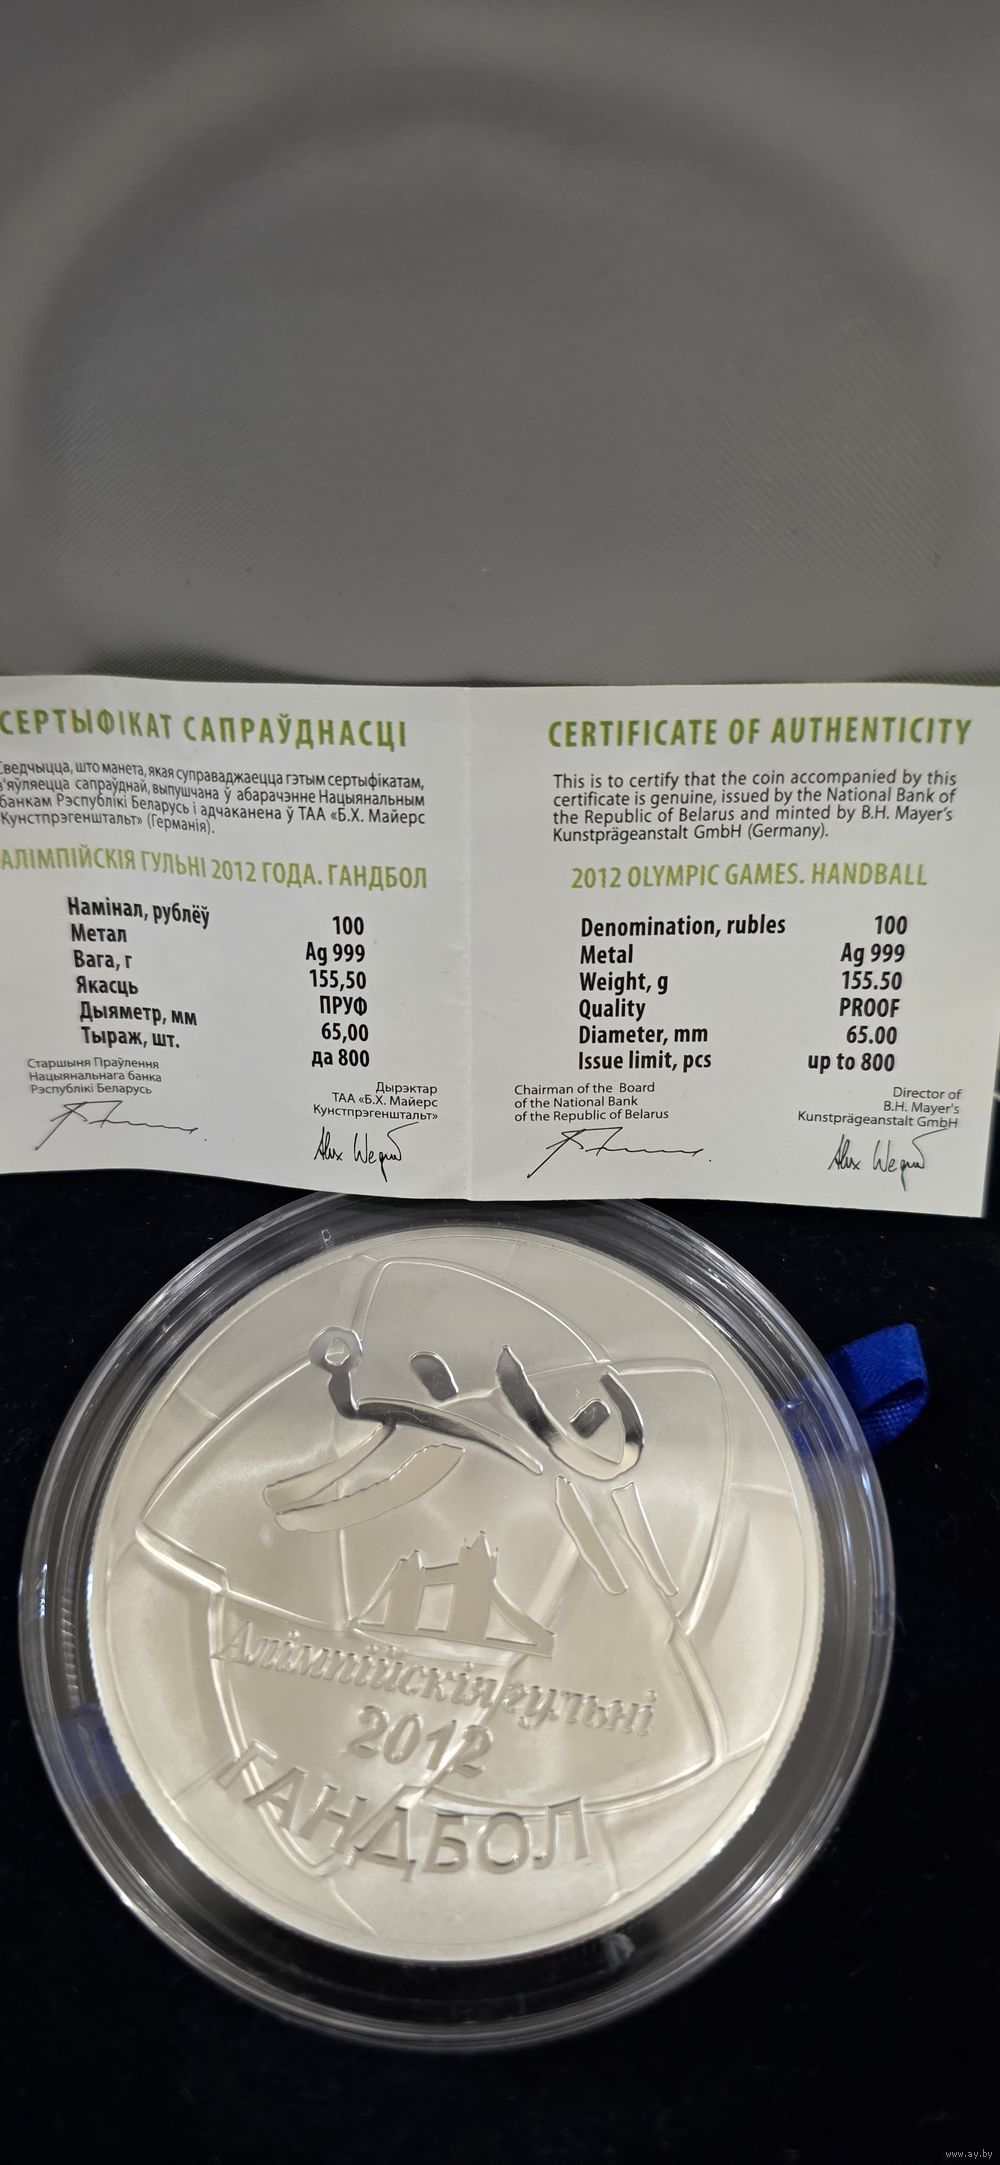 СЕРТЫФІКАТ САПРАЎДНАСЦІ
Сведчыцца, што манета, якая суправаджаецца гэтым сертыфікатам,
з'яўляецца сапраўднай, выпушчана ў абарачэнне Нацыянальным
банкам Рэспублікі Беларусь і адчаканена ў ТАА «Б.Х. Майерс
Кунстпрэгенштальт» (Германія).
АЛІМПІЙСКІЯ ГУЛЬНІ 2012 ГОДА. ГАНДБОЛ
Намінал, рублёў 100
Метал Ag 999
Вага, г 155,50
Якасць ПРУФ
Дыяметр, мм 65,00
Тыраж, шт. да 800
Старшыня Праўлення
Нацыянальнага банка
Рэспублікі Беларусь
Дырэктар
ТАА «Б.Х. Майерс
Кунстпрэгенштальт»
CERTIFICATE OF AUTHENTICITY
This is to certify that the coin accompanied by this
certificate is genuine, issued by the National Bank of
the Republic of Belarus and minted by B.H. Mayer's
Kunstprägeanstalt GmbH (Germany).
2012 OLYMPIC GAMES. HANDBALL
Denomination, rubles 100
Metal Ag 999
Weight, g 155.50
Quality PROOF
Diameter, mm 65.00
Issue limit, pcs up to 800
Chairman of the Board
of the National Bank
of the Republic of Belarus
Director of
B.H. Mayer's
Kunstprägeanstalt GmbH
Алімпійскія гульні
2012
ГАНДБОЛ
www.ay.by